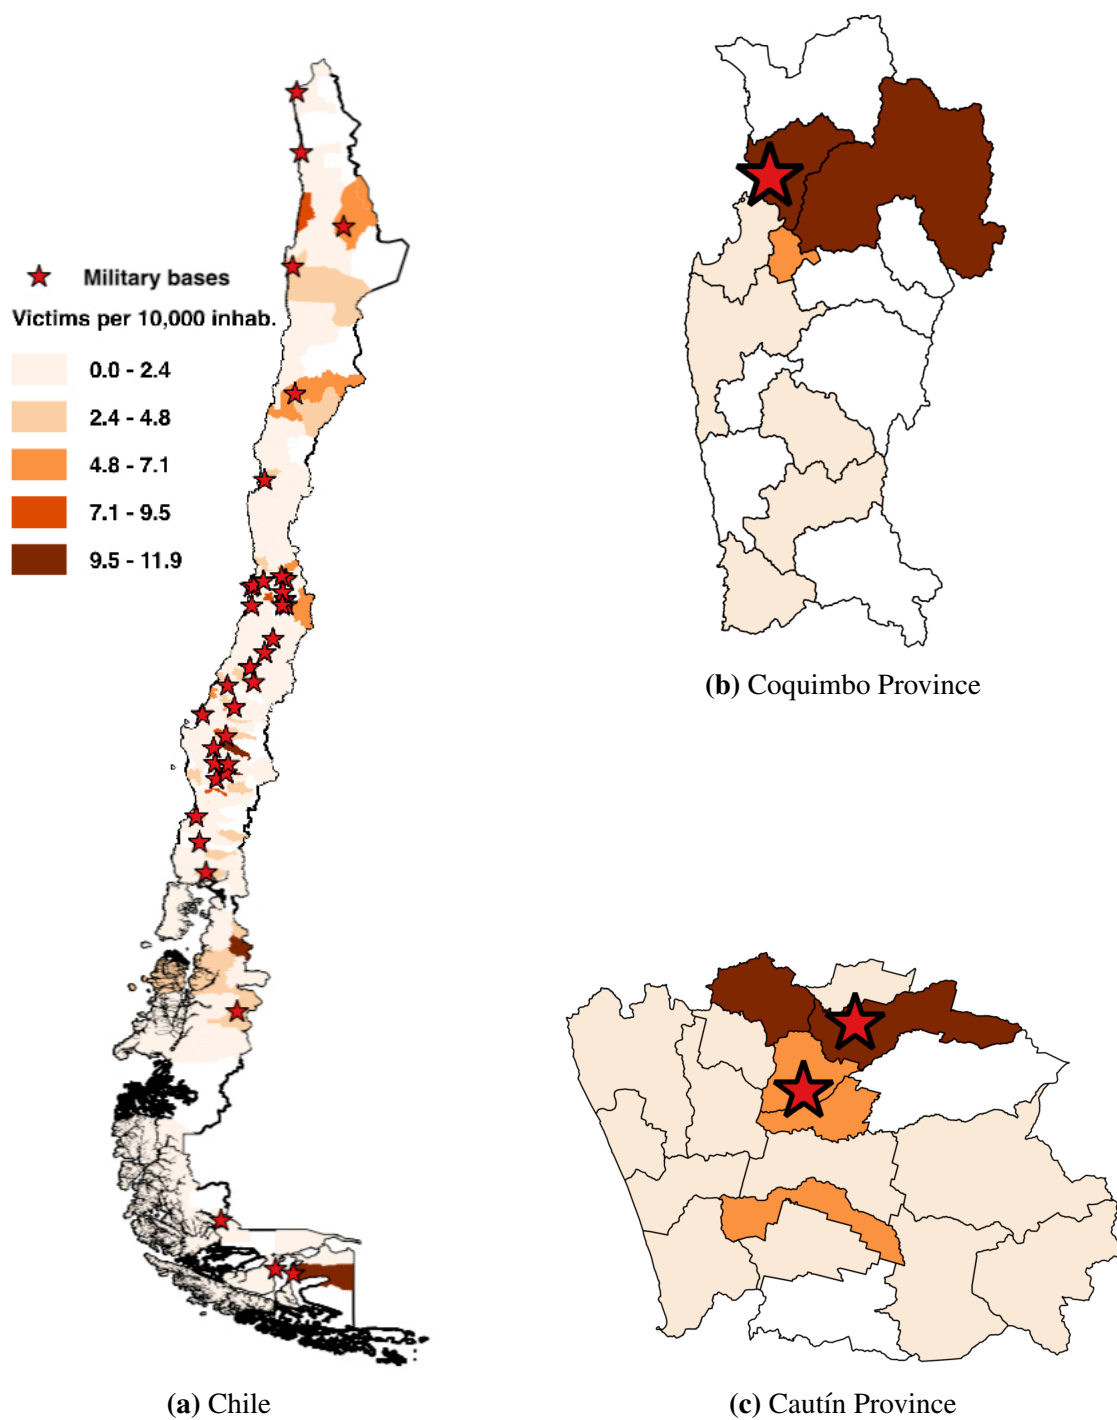 Military bases
Victims per 10,000 inhab.
0.0 - 2.4
2.4 - 4.8
4.8 - 7.1
7.1 - 9.5
9.5 - 11.9
(a) Chile
(b) Coquimbo Province
(c) Cautín Province